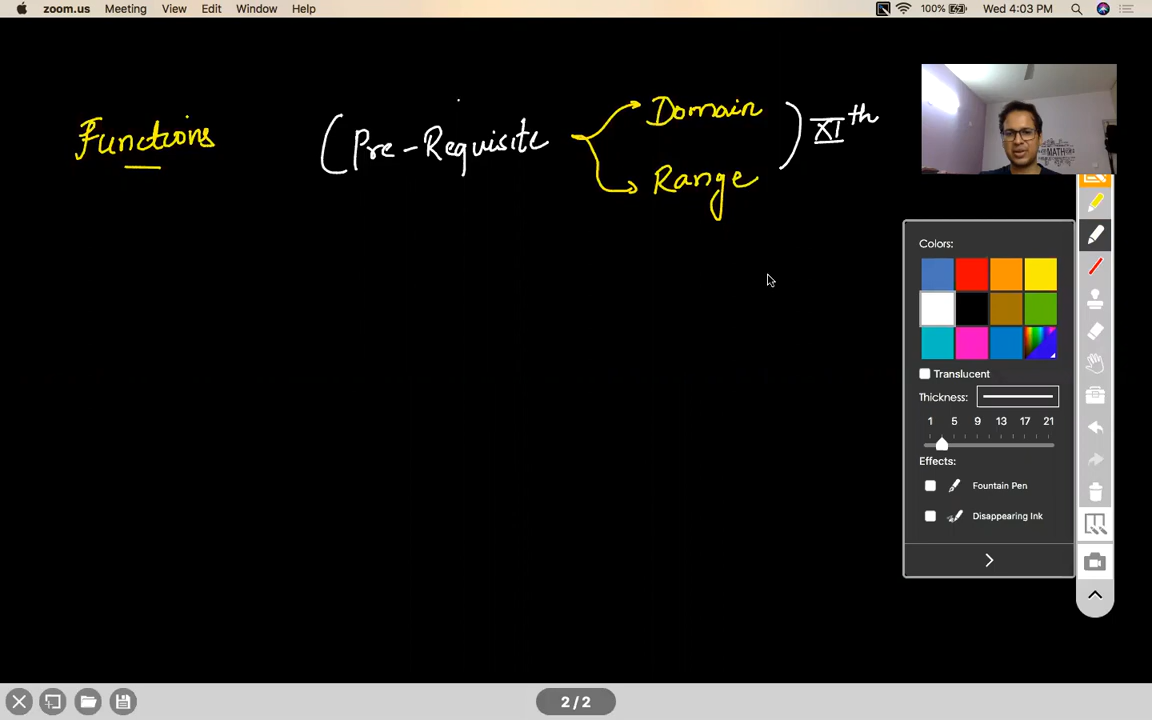 zoom.us Meeting View Edit Window Help 100% Wed 4:03 PM
Functions (Pre-Requisite Domain Range) XIth
MATH
Colors:
Translucent
Thickness:
1 5 9 13 17 21
Effects:
Fountain Pen
Disappearing Ink
2 / 2